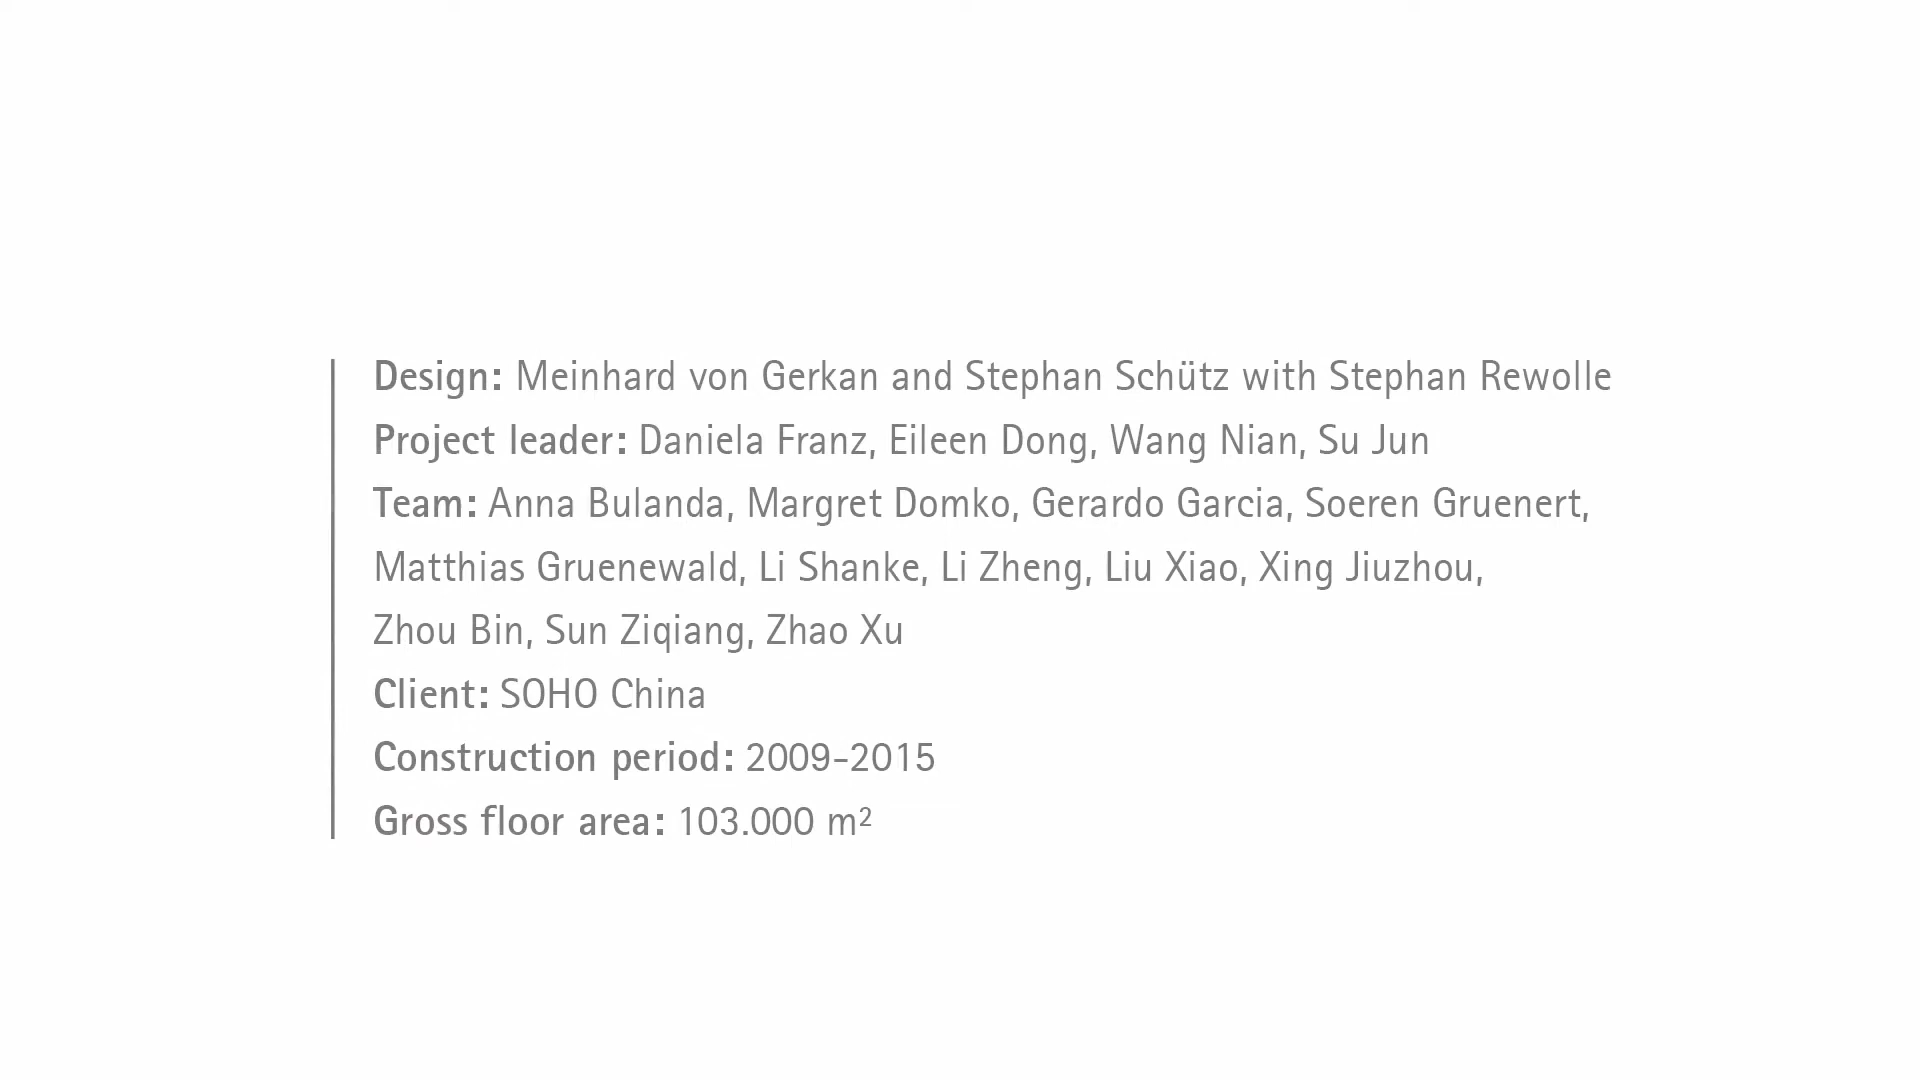 Design: Meinhard von Gerkan and Stephan Schütz with Stephan Rewolle
Project leader: Daniela Franz, Eileen Dong, Wang Nian, Su Jun
Team: Anna Bulanda, Margret Domko, Gerardo Garcia, Soeren Gruenert,
Matthias Gruenewald, Li Shanke, Li Zheng, Liu Xiao, Xing Jiuzhou,
Zhou Bin, Sun Ziqiang, Zhao Xu
Client: SOHO China
Construction period: 2009-2015
Gross floor area: 103.000 m²